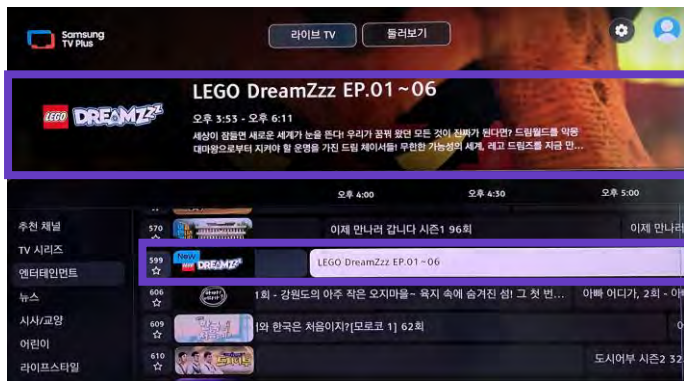 Samsung
TV Plus
라이브 TV
둘러보기
LEGO DreamZzz EP.01~06
LEGO DREAMZzz
오후 3:53 - 오후 6:11
세상이 잠들면 새로운 세계가 눈을 뜬다! 우리가 꿈꿔 왔던 모든 것이 진짜가 된다면? 드림월드를 악몽
대마왕으로부터 지켜야 할 운명을 가진 드림 체이서들! 무한한 가능성의 세계, 레고 드림즈를 지금 만...
오후 4:00
오후 4:30
오후 5:00
추천 채널
570
이제 만나러 갑니다 시즌1 96회
이제 만나러
TV 시리즈
엔터테인먼트
599
New
DREAMZzz
LEGO DreamZzz EP.01~06
뉴스
606
1회 - 강원도의 아주 작은 오지마을~ 육지 속에 숨겨진 섬! 그 첫 번...
아빠 어디가, 2회 - 아빠
시사/교양
609
와 한국은 처음이지?[모로코 1] 62회
어린이
610
도시어부 시즌2 32
라이프스타일